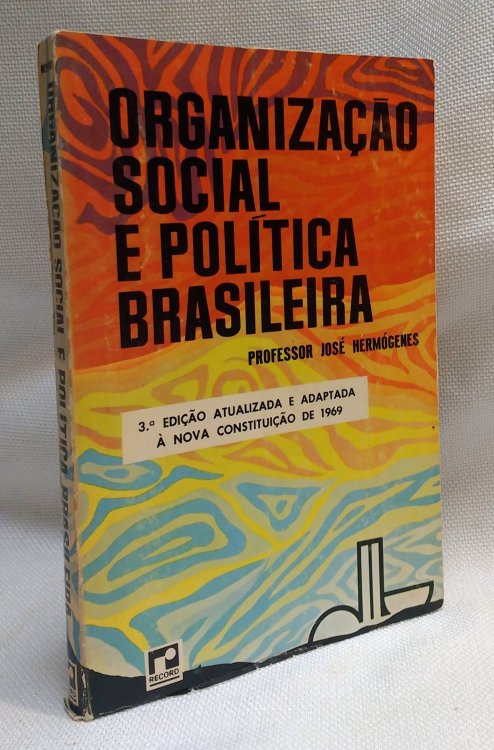 ORGANIZAÇÃO
SOCIAL
E POLÍTICA
BRASILEIRA
PROFESSOR JOSÉ HERMÓGENES
3.ª EDIÇÃO ATUALIZADA E ADAPTADA
À NOVA CONSTITUIÇÃO DE 1969
RECORD
ORGANIZAÇÃO SOCIAL E POLÍTICA BRASILEIRA